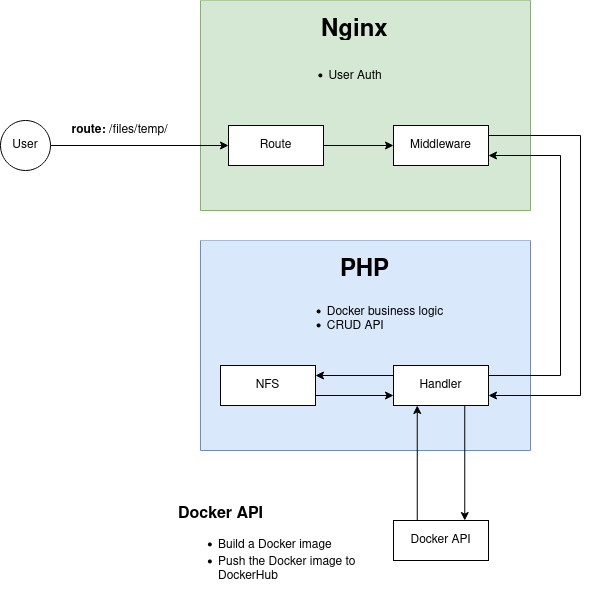 Nginx
• User Auth
route: /files/temp/
User
Route
Middleware
PHP
• Docker business logic
• CRUD API
NFS
Handler
Docker API
• Build a Docker image
• Push the Docker image to
DockerHub
Docker API